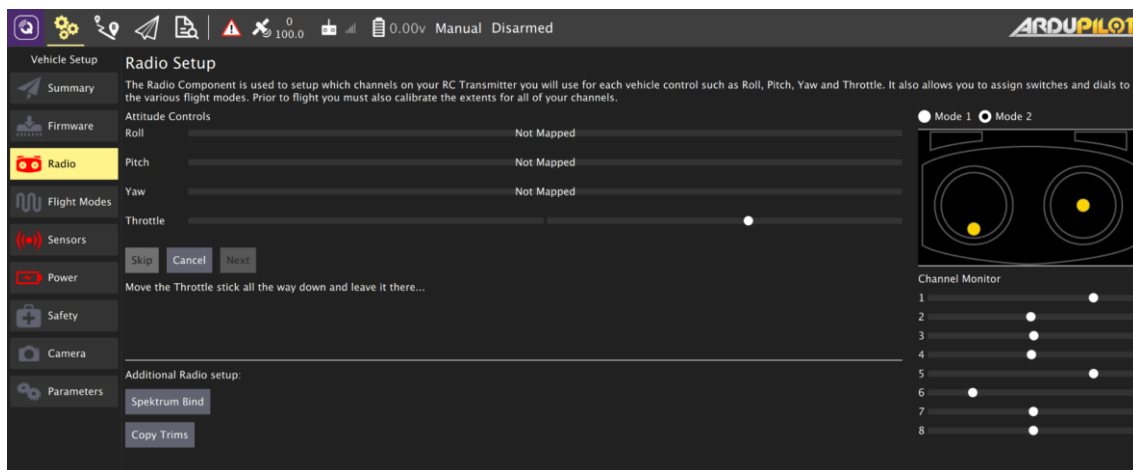 0
100.0
0.00v Manual Disarmed
ARDUPILOT
Vehicle Setup
Summary
Firmware
Radio
Flight Modes
Sensors
Power
Safety
Camera
Parameters
Radio Setup
The Radio Component is used to setup which channels on your RC Transmitter you will use for each vehicle control such as Roll, Pitch, Yaw and Throttle. It also allows you to assign switches and dials to
the various flight modes. Prior to flight you must also calibrate the extents for all of your channels.
Attitude Controls
Roll Not Mapped
Pitch Not Mapped
Yaw Not Mapped
Throttle
Skip Cancel Next
Move the Throttle stick all the way down and leave it there...
Additional Radio setup:
Spektrum Bind
Copy Trims
Mode 1 Mode 2
Channel Monitor
1
2
3
4
5
6
7
8